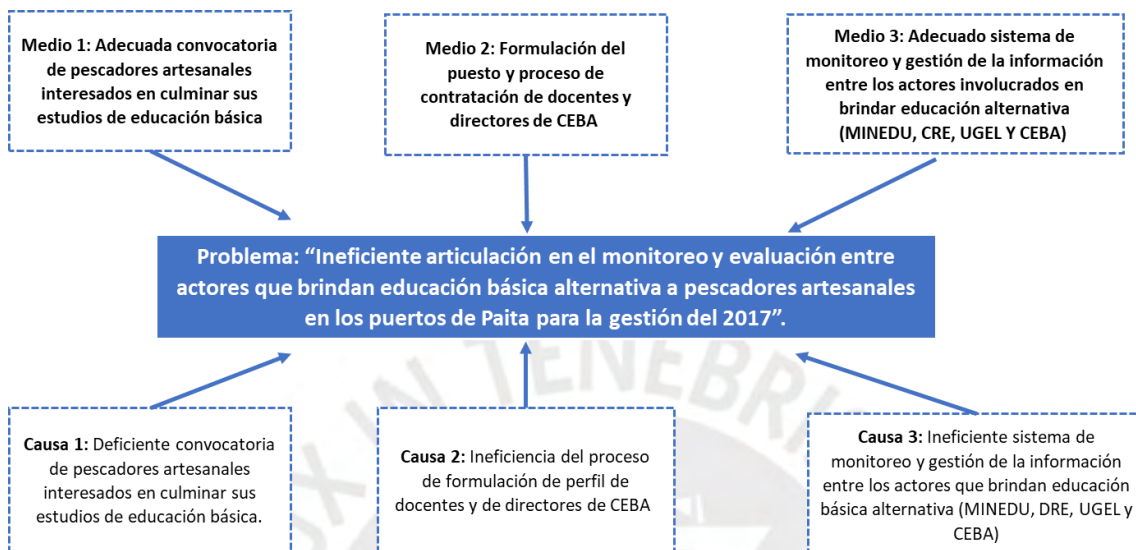 Medio 1: Adecuada convocatoria
de pescadores artesanales
interesados en culminar sus
estudios de educación básica
Medio 2: Formulación del
puesto y proceso de
contratación de docentes y
directores de CEBA
Medio 3: Adecuado sistema de
monitoreo y gestión de la información
entre los actores involucrados en
brindar educación alternativa
(MINEDU, CRE, UGEL Y CEBA)
Problema: “Ineficiente articulación en el monitoreo y evaluación entre
actores que brindan educación básica alternativa a pescadores artesanales
en los puertos de Paita para la gestión del 2017”.
Causa 1: Deficiente convocatoria
de pescadores artesanales
interesados en culminar sus
estudios de educación básica.
Causa 2: Ineficiencia del proceso
de formulación de perfil de
docentes y de directores de CEBA
Causa 3: Ineficiente sistema de
monitoreo y gestión de la información
entre los actores que brindan educación
básica alternativa (MINEDU, DRE, UGEL y
CEBA)